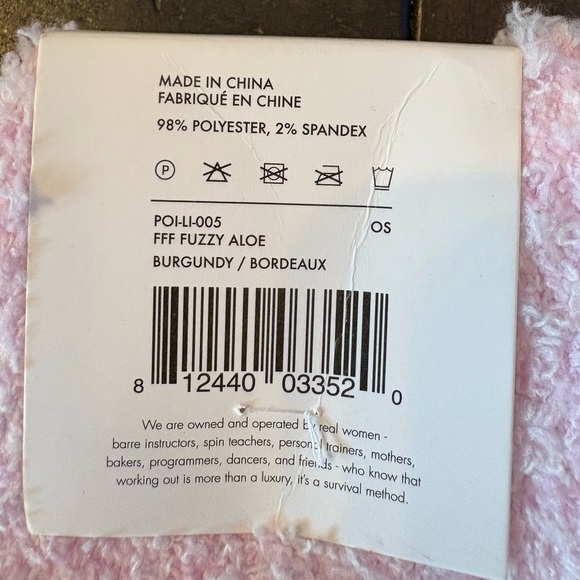 MADE IN CHINA
FABRIQUÉ EN CHINE
98% POLYESTER, 2% SPANDEX
P
POI-LI-005 OS
FFF FUZZY ALOE
BURGUNDY / BORDEAUX
8 12440 03352 0
We are owned and operated by real women -
barre instructors, spin teachers, personal trainers, mothers,
bakers, programmers, dancers, and friends - who know that
working out is more than a luxury, it's a survival method.